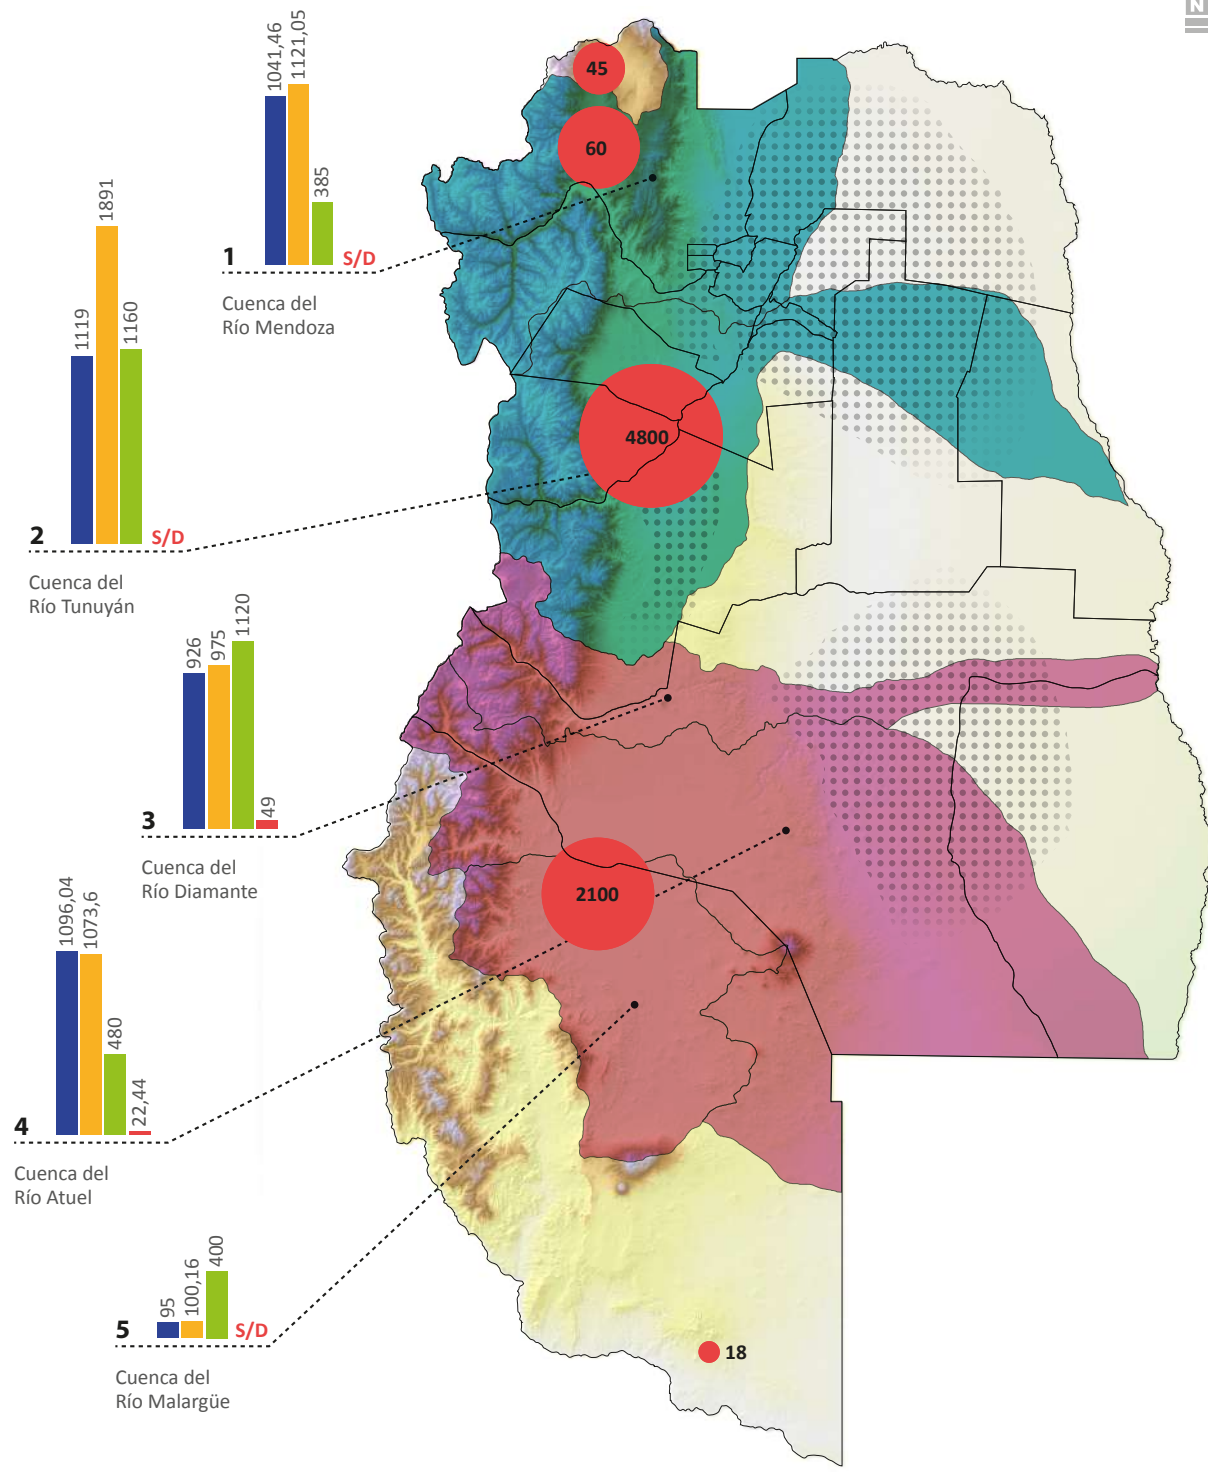 N
1041,46
1121,05
385
S/D
1
Cuenca del
Río Mendoza
45
60
1119
1891
1160
S/D
2
Cuenca del
Río Tunuyán
4800
926
975
1120
49
3
Cuenca del
Río Diamante
2100
1096,04
1073,6
480
22,44
4
Cuenca del
Río Atuel
95
100,16
400
S/D
5
Cuenca del
Río Malargüe
18